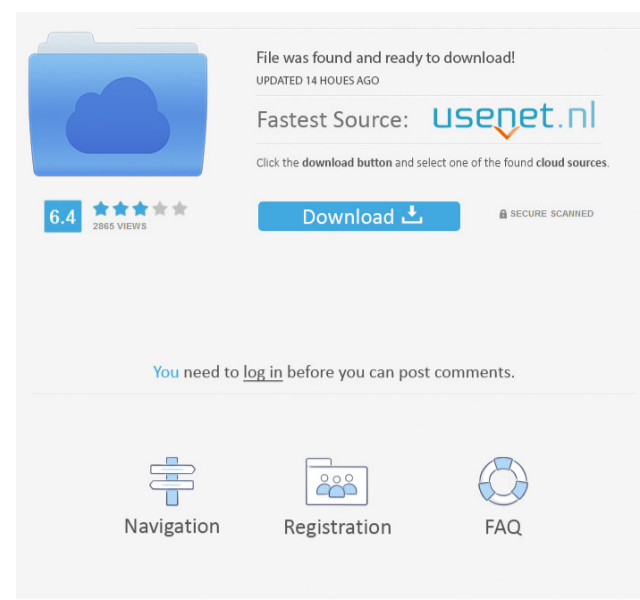 File was found and ready to download!
UPDATED 14 HOUES AGO
Fastest Source: usenet.nl
Click the download button and select one of the found cloud sources.
6.4
2865 VIEWS
Download
SECURE SCANNED
You need to log in before you can post comments.
Navigation
Registration
FAQ